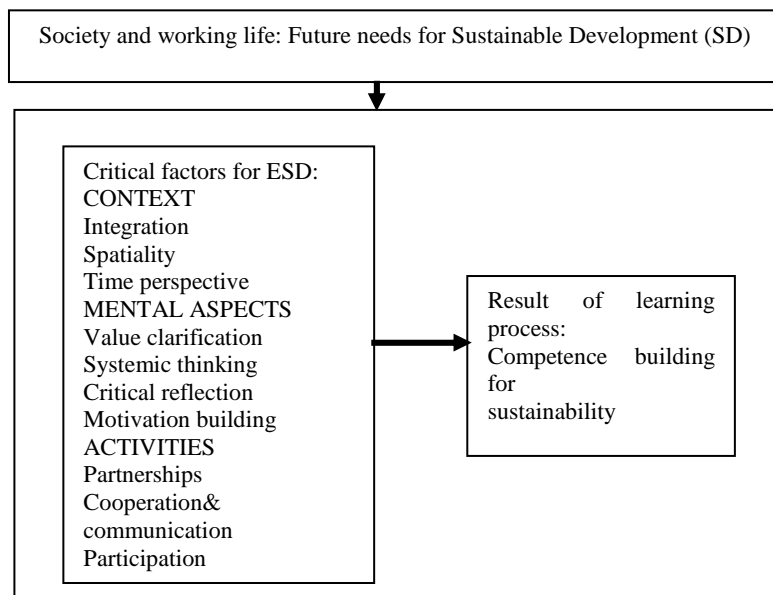 Society and working life: Future needs for Sustainable Development (SD)
Critical factors for ESD:
CONTEXT
Integration
Spatiality
Time perspective
MENTAL ASPECTS
Value clarification
Systemic thinking
Critical reflection
Motivation building
ACTIVITIES
Partnerships
Cooperation&
communication
Participation
Result of learning
process:
Competence building
for
sustainability